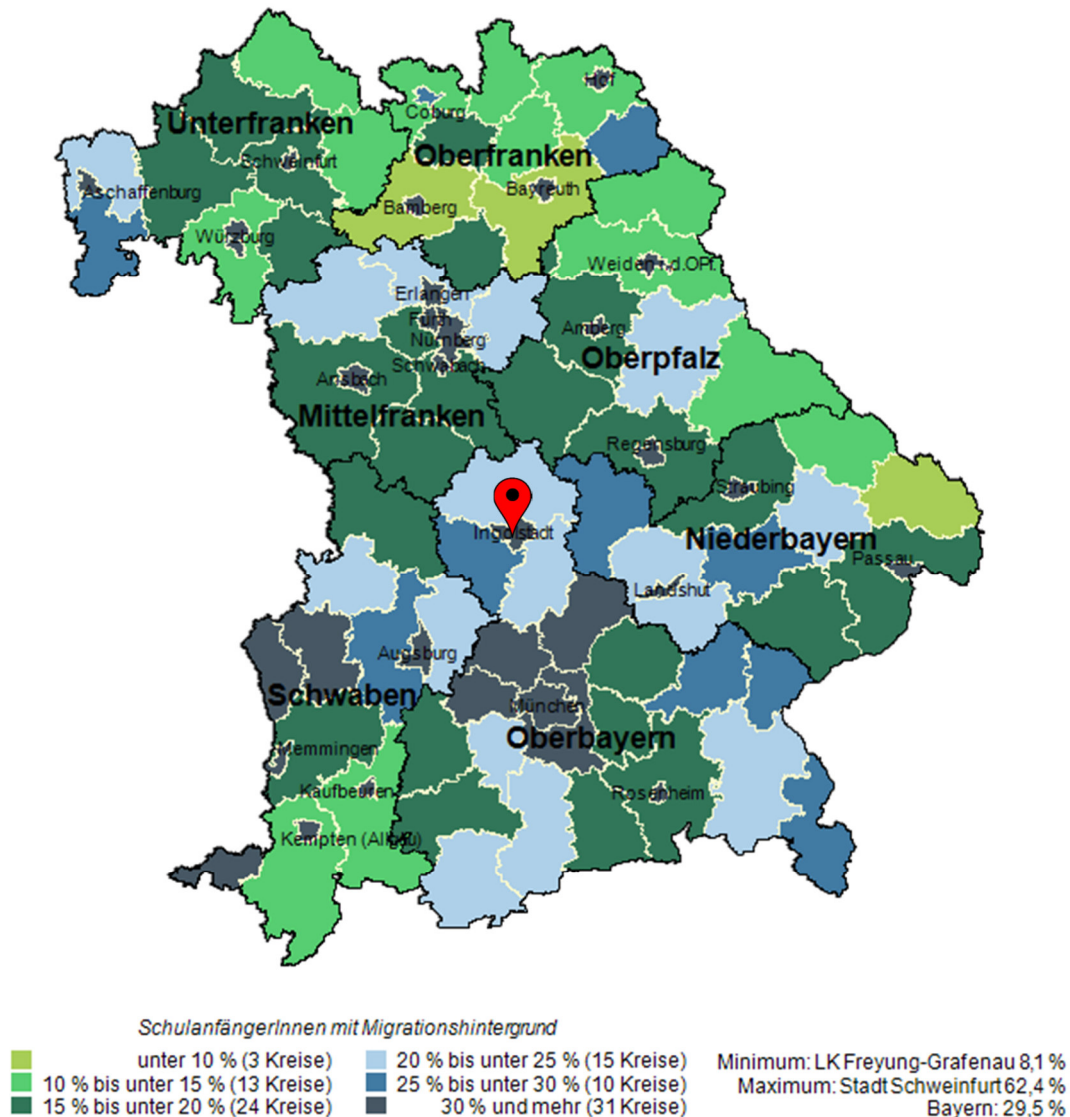 Hof
Coburg
Unterfranken
Oberfranken
Schweinfurt
Aschaffenburg
Bayreuth
Bamberg
Würzburg
Weiden i.d.OPf.
Erlangen
Fürth
Amberg
Nürnberg
Oberpfalz
Schwabach
Ansbach
Mittelfranken
Regensburg
Straubing
Ingolstadt
Niederbayern
Passau
Landshut
Augsburg
Schwaben
München
Oberbayern
Memmingen
Kaufbeuren
Rosenheim
Kempten (Allgäu)
SchulanfängerInnen mit Migrationshintergrund
unter 10 % (3 Kreise)
10 % bis unter 15 % (13 Kreise)
15 % bis unter 20 % (24 Kreise)
20 % bis unter 25 % (15 Kreise)
25 % bis unter 30 % (10 Kreise)
30 % und mehr (31 Kreise)
Minimum: LK Freyung-Grafenau 8,1 %
Maximum: Stadt Schweinfurt 62,4 %
Bayern: 29.5 %